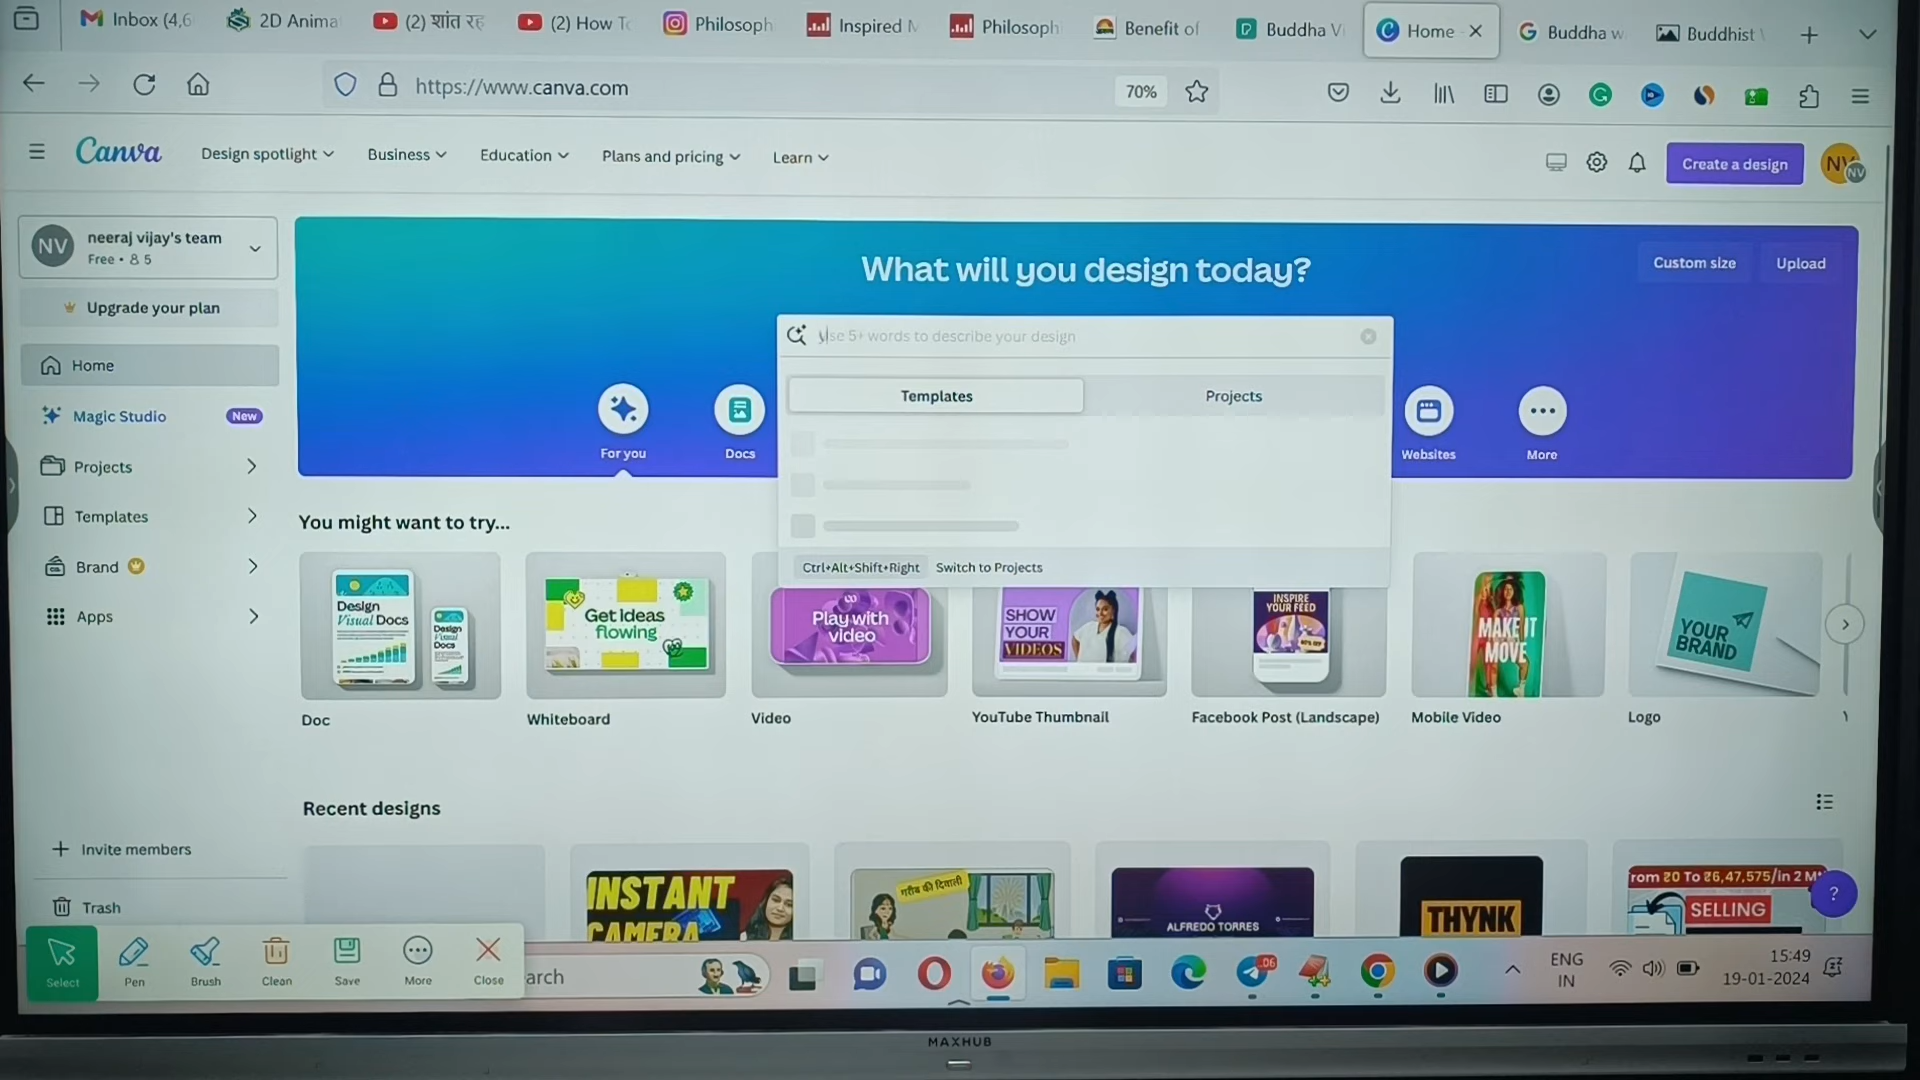 Inbox (4,6
2D Anima
(2) शांत रह
(2) How To
Philosoph
Inspired M
Philosoph
Benefit of
Buddha Vi
Home
Buddha w
Buddhist
https://www.canva.com
70%
Canva
Design spotlight
Business
Education
Plans and pricing
Learn
Create a design
NV
NV
NV
neeraj vijay's team
Free • 5
Upgrade your plan
Home
Magic Studio
New
Projects
Templates
Brand
Apps
Invite members
Trash
What will you design today?
Custom size
Upload
use 5+ words to describe your design
Templates
Projects
Ctrl+Alt+Shift+Right
Switch to Projects
For you
Docs
Websites
More
You might want to try...
Design
Visual Docs
Design
Visual
Docs
Get ideas
flowing
Play with
video
SHOW
YOUR
VIDEOS
INSPIRE
YOUR FEED
MAKE IT
MOVE
YOUR
BRAND
Doc
Whiteboard
Video
YouTube Thumbnail
Facebook Post (Landscape)
Mobile Video
Logo
Recent designs
INSTANT
CAMERA
गरीब की दिवाली
ALFREDO TORRES
THYNK
from ₹0 To ₹6,47,575/in 2 M
SELLING
?
Select
Pen
Brush
Clean
Save
More
Close
arch
06
ENG
IN
15:49
19-01-2024
MAXHUB